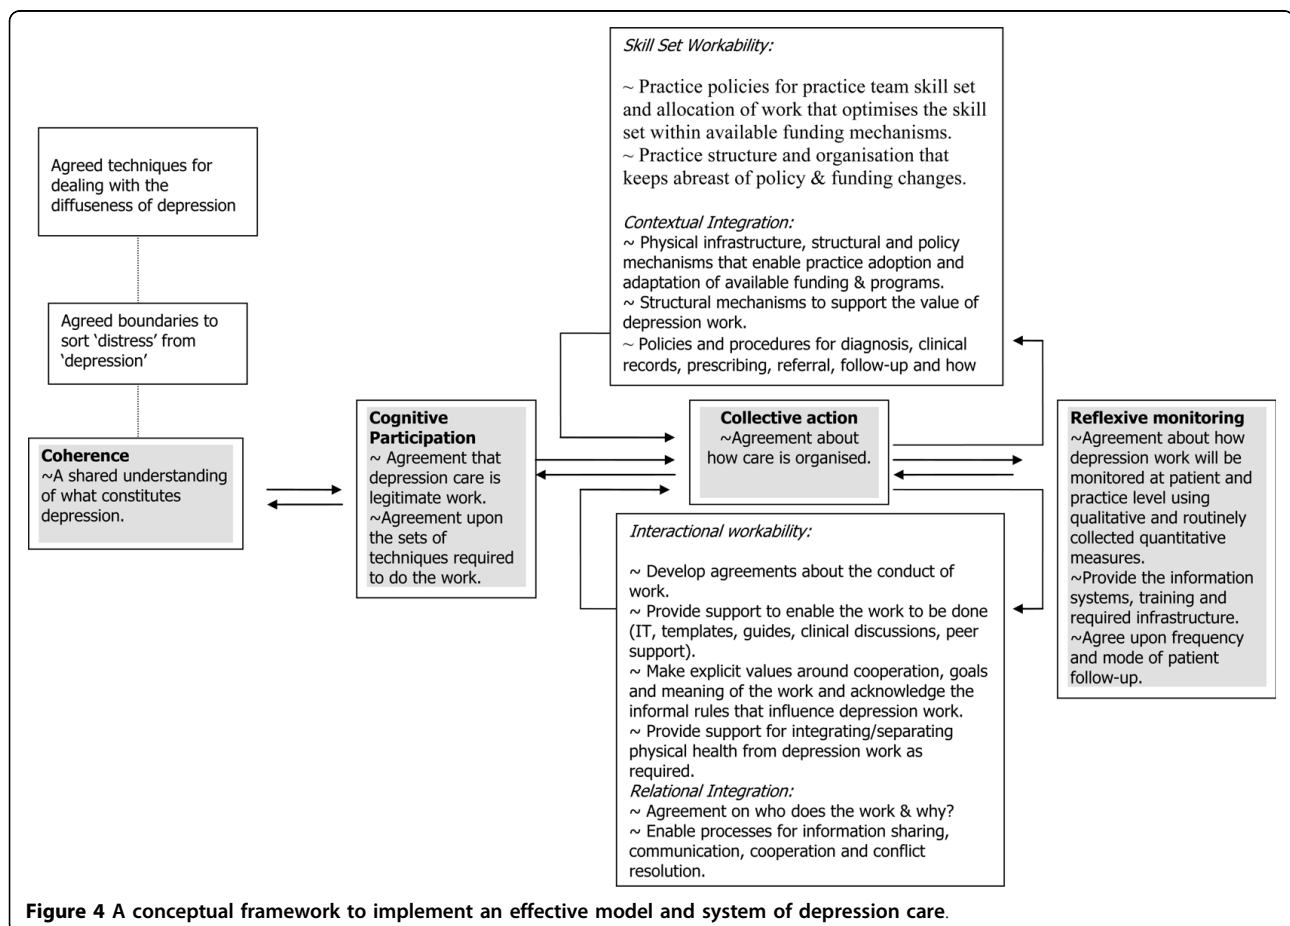 Agreed techniques for
dealing with the
diffuseness of depression
Agreed boundaries to
sort ‘distress’ from
‘depression’
Coherence
~A shared understanding
of what constitutes
depression.
Cognitive
Participation
~ Agreement that
depression care is
legitimate work.
~Agreement upon
the sets of
techniques required
to do the work.
Skill Set Workability:
~ Practice policies for practice team skill set
and allocation of work that optimises the skill
set within available funding mechanisms.
~ Practice structure and organisation that
keeps abreast of policy & funding changes.
Contextual Integration:
~ Physical infrastructure, structural and policy
mechanisms that enable practice adoption and
adaptation of available funding & programs.
~ Structural mechanisms to support the value of
depression work.
~ Policies and procedures for diagnosis, clinical
records, prescribing, referral, follow-up and how
Collective action
~Agreement about
how care is organised.
Interactional workability:
~ Develop agreements about the conduct of
work.
~ Provide support to enable the work to be done
(IT, templates, guides, clinical discussions, peer
support).
~ Make explicit values around cooperation, goals
and meaning of the work and acknowledge the
informal rules that influence depression work.
~ Provide support for integrating/separating
physical health from depression work as
required.
Relational Integration:
~ Agreement on who does the work & why?
~ Enable processes for information sharing,
communication, cooperation and conflict
resolution.
Reflexive monitoring
~Agreement about how
depression work will be
monitored at patient and
practice level using
qualitative and routinely
collected quantitative
measures.
~Provide the information
systems, training and
required infrastructure.
~Agree upon frequency
and mode of patient
follow-up.
Figure 4 A conceptual framework to implement an effective model and system of depression care.